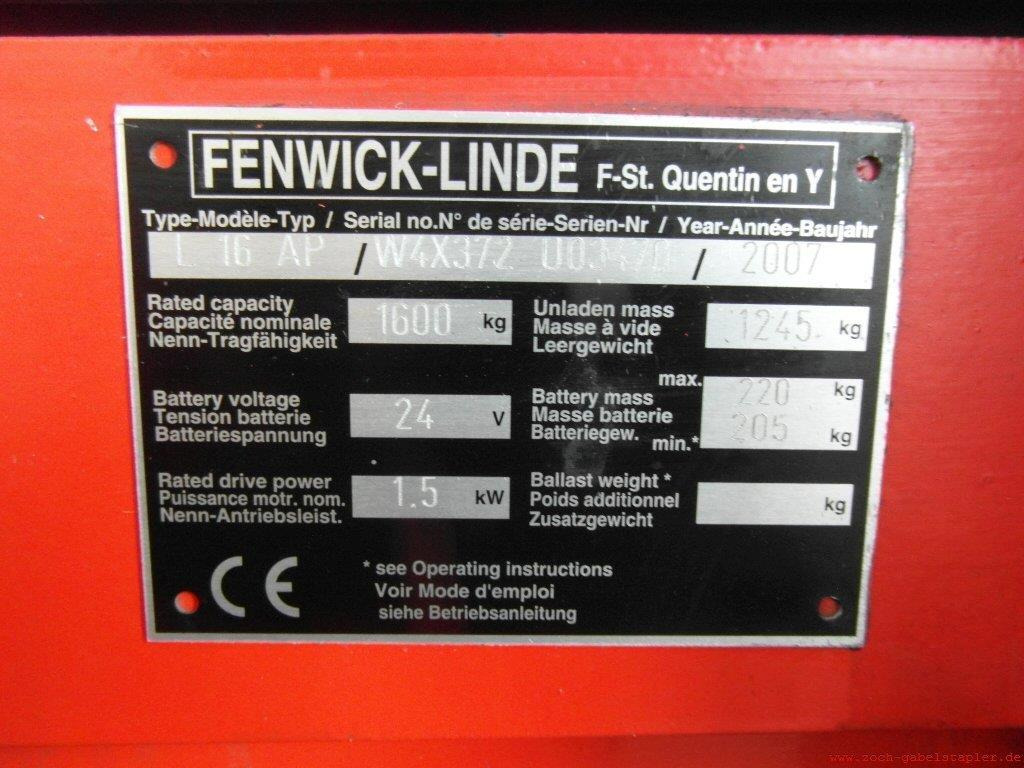 FENWICK-LINDE F-St. Quentin en Y
Type-Modèle-Typ / Serial no.N° de série-Serien-Nr / Year-Année-Baujahr
L 16 AP / W4X372 U03470 / 2007
Rated capacity
Capacité nominale
Nenn-Tragfähigkeit
1600 kg
Unladen mass
Masse à vide
Leergewicht
1245 kg
Battery voltage
Tension batterie
Batteriespannung
24 V
Battery mass
Masse batterie
Batteriegew.
max. 220 kg
min.* 205 kg
Rated drive power
Puissance motr. nom.
Nenn-Antriebsleist.
1.5 kW
Ballast weight *
Poids additionnel
Zusatzgewicht
kg
CE
* see Operating instructions
Voir Mode d'emploi
siehe Betriebsanleitung
www.zoch-gabelstapler.de